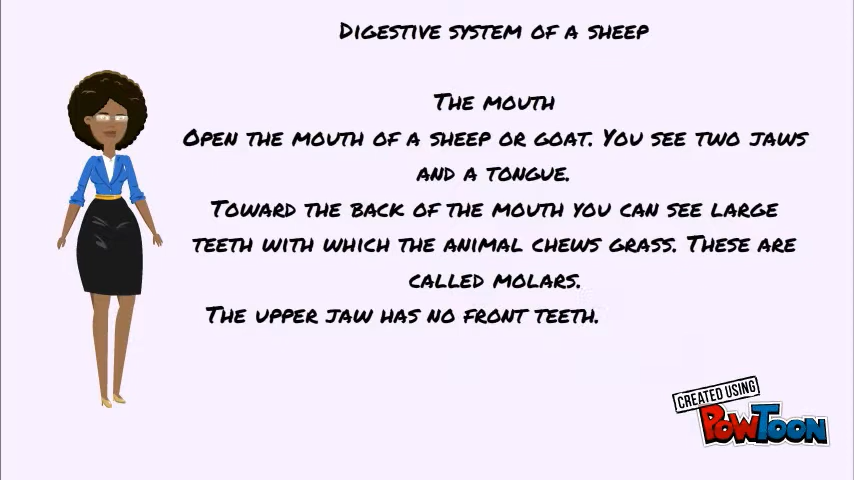 Digestive system of a sheep
The mouth
Open the mouth of a sheep or goat. You see two jaws
and a tongue.
Toward the back of the mouth you can see large
teeth with which the animal chews grass. These are
called molars.
The upper jaw has no front teeth.
CREATED USING
POWTOON